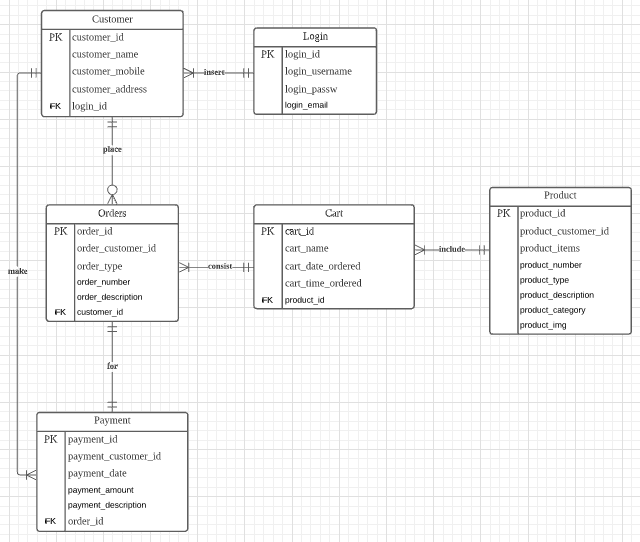 Customer
PK customer_id
customer_name
customer_mobile
customer_address
FK login_id
Login
PK login_id
login_username
login_passw
login_email
insert
place
Orders
PK order_id
order_customer_id
order_type
order_number
order_description
FK customer_id
consist
Cart
PK cart_id
cart_name
cart_date_ordered
cart_time_ordered
FK product_id
include
Product
PK product_id
product_customer_id
product_items
product_number
product_type
product_description
product_category
product_img
make
for
Payment
PK payment_id
payment_customer_id
payment_date
payment_amount
payment_description
FK order_id